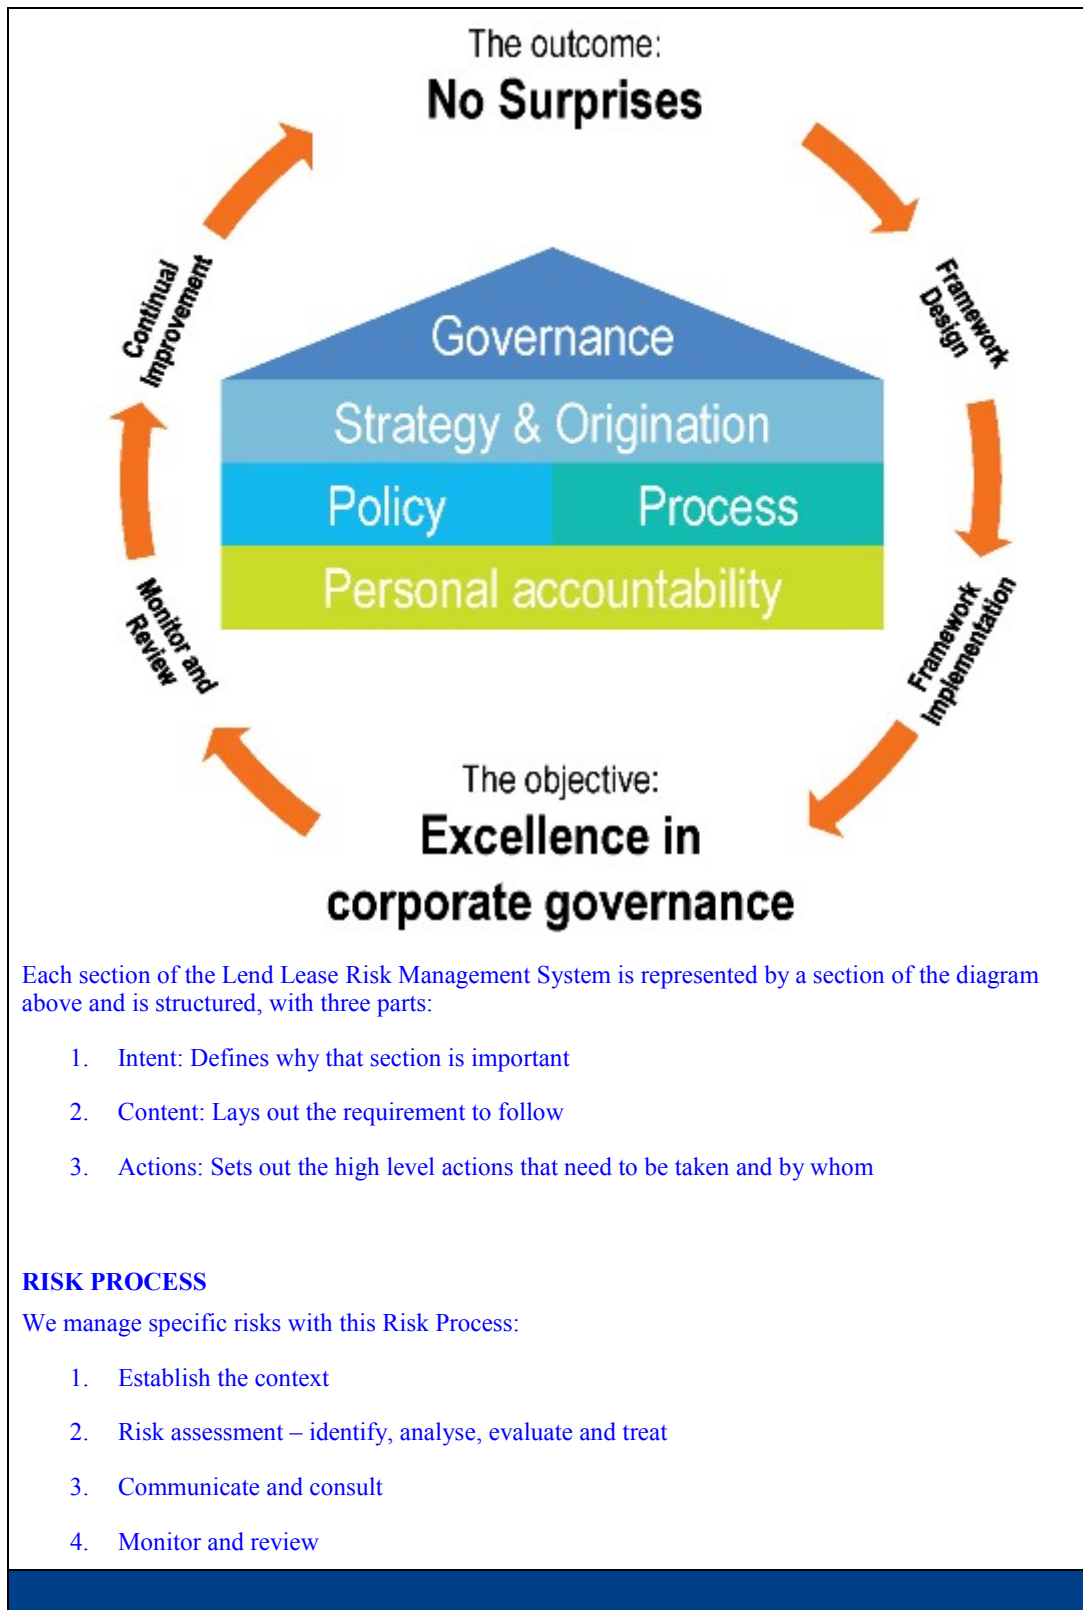 The outcome:
No Surprises
Framework
Design
Continual
Improvement
Governance
Strategy & Origination
Policy
Process
Personal accountability
Framework
Implementation
Monitor and
Review
The objective:
Excellence in
corporate governance
Each section of the Lend Lease Risk Management System is represented by a section of the diagram
above and is structured, with three parts:
1. Intent: Defines why that section is important
2. Content: Lays out the requirement to follow
3. Actions: Sets out the high level actions that need to be taken and by whom
RISK PROCESS
We manage specific risks with this Risk Process:
1. Establish the context
2. Risk assessment – identify, analyse, evaluate and treat
3. Communicate and consult
4. Monitor and review